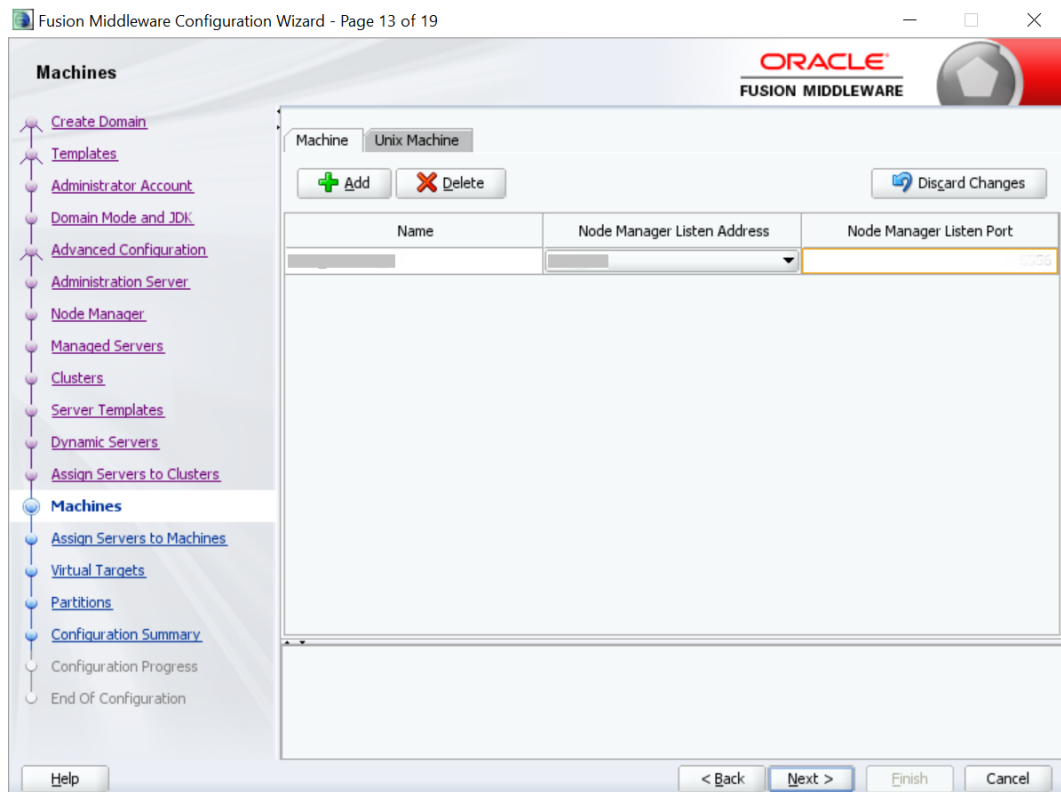 Fusion Middleware Configuration Wizard - Page 13 of 19
Machines
ORACLE
FUSION MIDDLEWARE
Create Domain
Templates
Administrator Account
Domain Mode and JDK
Advanced Configuration
Administration Server
Node Manager
Managed Servers
Clusters
Server Templates
Dynamic Servers
Assign Servers to Clusters
Machines
Assign Servers to Machines
Virtual Targets
Partitions
Configuration Summary
Configuration Progress
End Of Configuration
Machine Unix Machine
Add Delete Discard Changes
Name Node Manager Listen Address Node Manager Listen Port
Help < Back Next > Finish Cancel